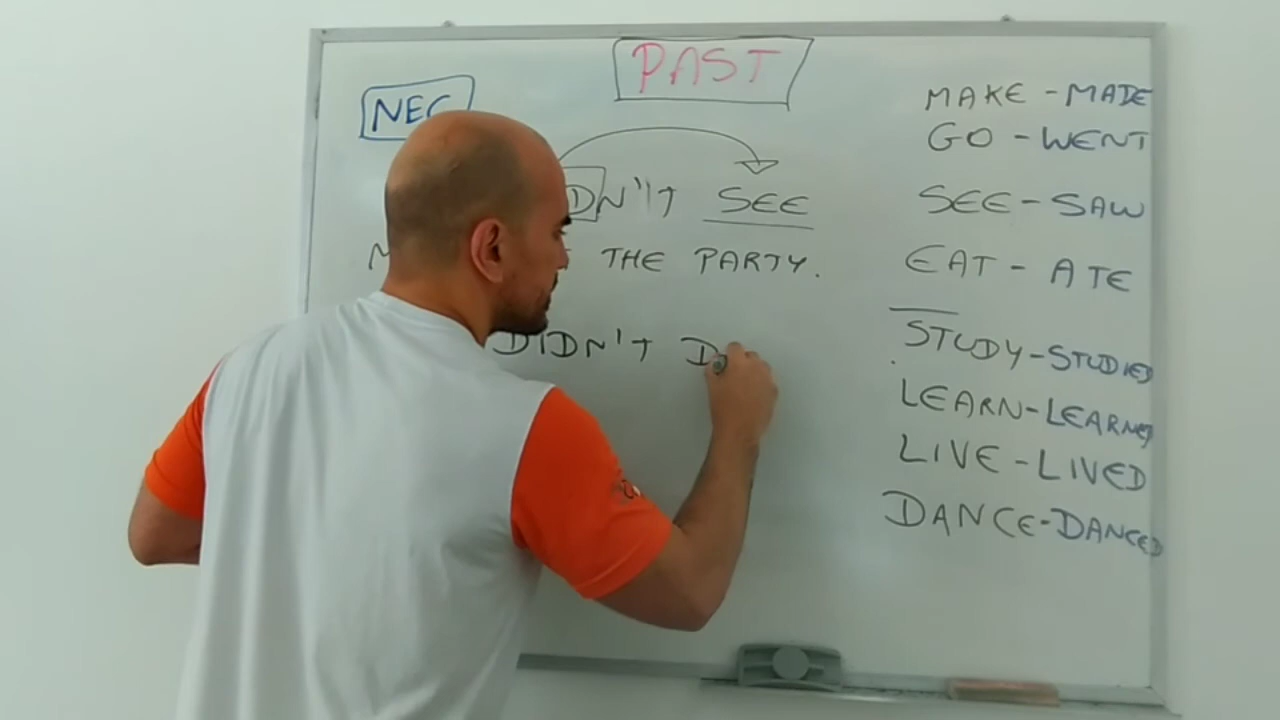 PAST
NEG
DN'T SEE
THE PARTY.
DIDN'T D
MAKE - MADE
GO - WENT
SEE - SAW
EAT - ATE
STUDY - STUDIED
LEARN - LEARNED
LIVE - LIVED
DANCE - DANCED